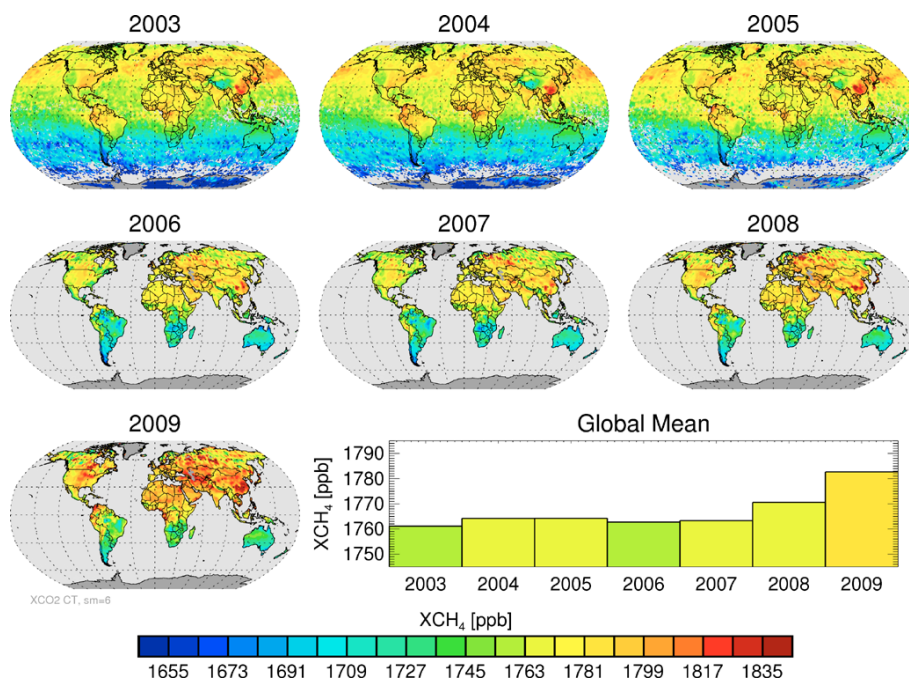 2003 2004 2005
2006 2007 2008
2009 Global Mean
XCH₄ [ppb]
1790
1780
1770
1760
1750
2003 2004 2005 2006 2007 2008 2009
XCO2 CT, sm=6
XCH₄ [ppb]
1655 1673 1691 1709 1727 1745 1763 1781 1799 1817 1835